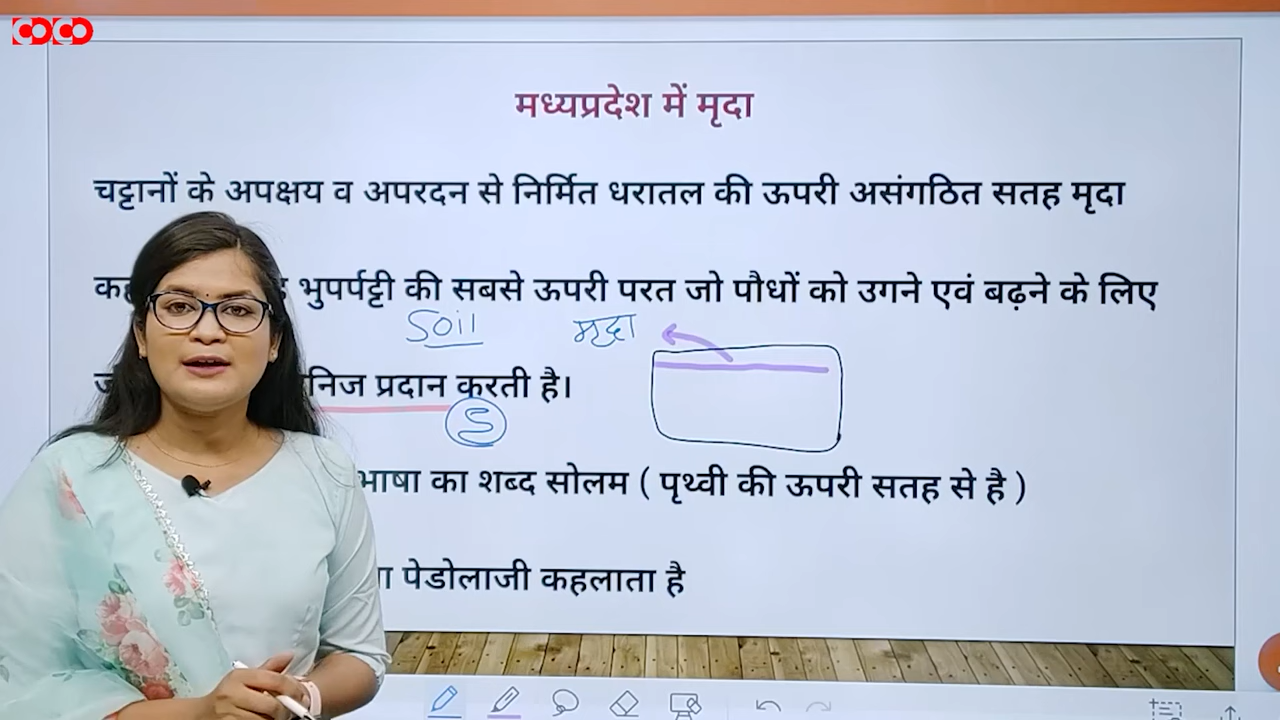 COCO
मध्यप्रदेश में मृदा
चट्टानों के अपक्षय व अपरदन से निर्मित धरातल की ऊपरी असंगठित सतह मृदा
भुपर्पट्टी की सबसे ऊपरी परत जो पौधों को उगने एवं बढ़ने के लिए
Soil मृदा
प्रदान करती है।
S
भाषा का शब्द सोलम ( पृथ्वी की ऊपरी सतह से है )
पेडोलाजी कहलाता है